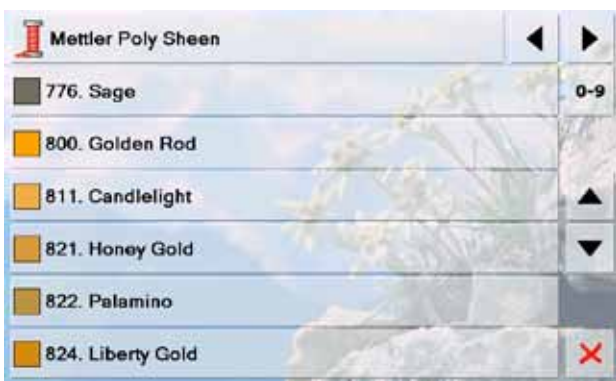 Mettler Poly Sheen
776. Sage
0-9
800. Golden Rod
811. Candlelight
821. Honey Gold
822. Palamino
824. Liberty Gold